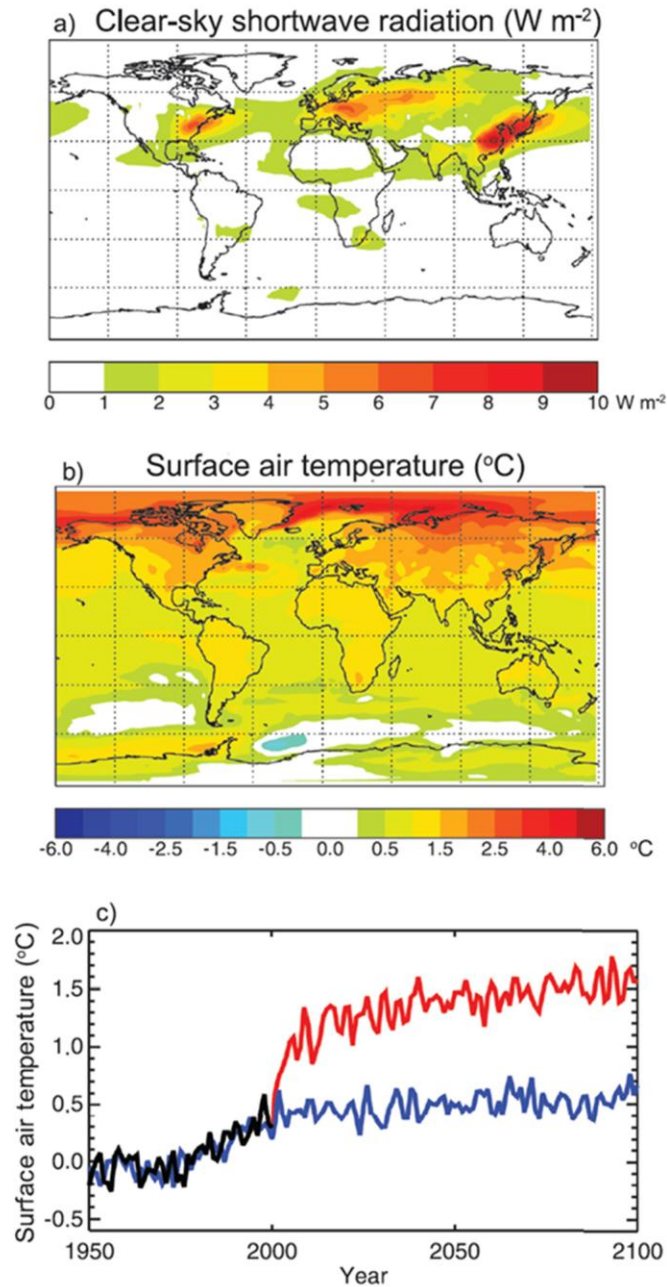 a) Clear-sky shortwave radiation (W m-2)
0 1 2 3 4 5 6 7 8 9 10 W m-2
b) Surface air temperature (oC)
-6.0 -4.0 -2.5 -1.5 -0.5 0.0 0.5 1.5 2.5 4.0 6.0 oC
c)
Surface air temperature (oC)
2.0
1.5
1.0
0.5
0.0
-0.5
1950 2000 2050 2100
Year